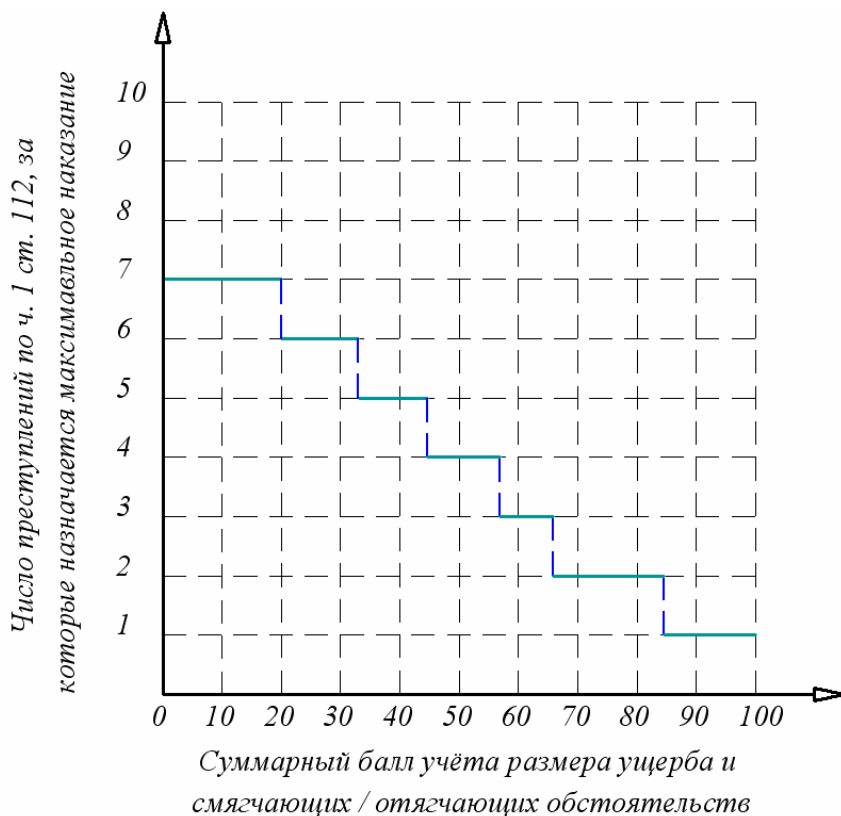 Число преступлений по ч. 1 ст. 112, за
которые назначается максимавльное наказание
10
9
8
7
6
5
4
3
2
1
0 10 20 30 40 50 60 70 80 90 100
Суммарный балл учёта размера ущерба и
смягчающих / отягчающих обстоятельств